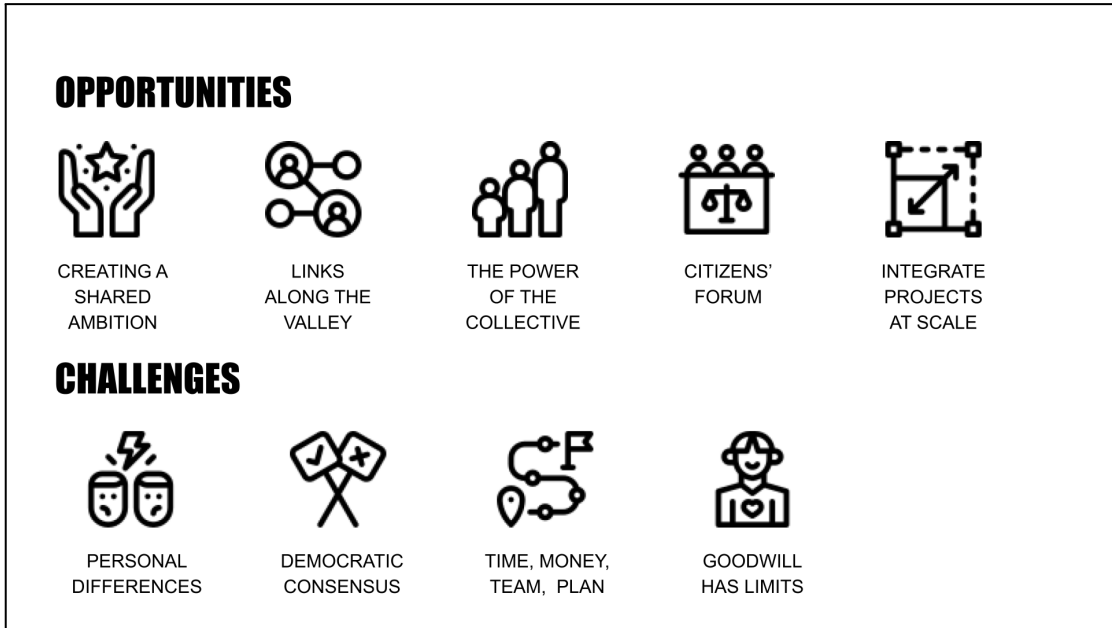 OPPORTUNITIES
CREATING A
SHARED
AMBITION
LINKS
ALONG THE
VALLEY
THE POWER
OF THE
COLLECTIVE
CITIZENS’
FORUM
INTEGRATE
PROJECTS
AT SCALE
CHALLENGES
PERSONAL
DIFFERENCES
DEMOCRATIC
CONSENSUS
TIME, MONEY,
TEAM,  PLAN
GOODWILL
HAS LIMITS